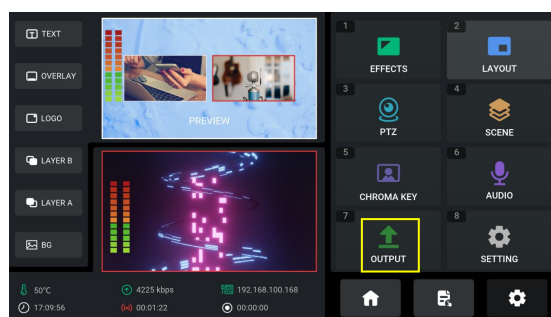 TEXT
OVERLAY
LOGO
LAYER B
LAYER A
BG
PREVIEW
50°C
4225 kbps
192.168.100.168
17:09:56
00:01:22
00:00:00
1
EFFECTS
2
LAYOUT
3
PTZ
4
SCENE
5
CHROMA KEY
6
AUDIO
7
OUTPUT
8
SETTING